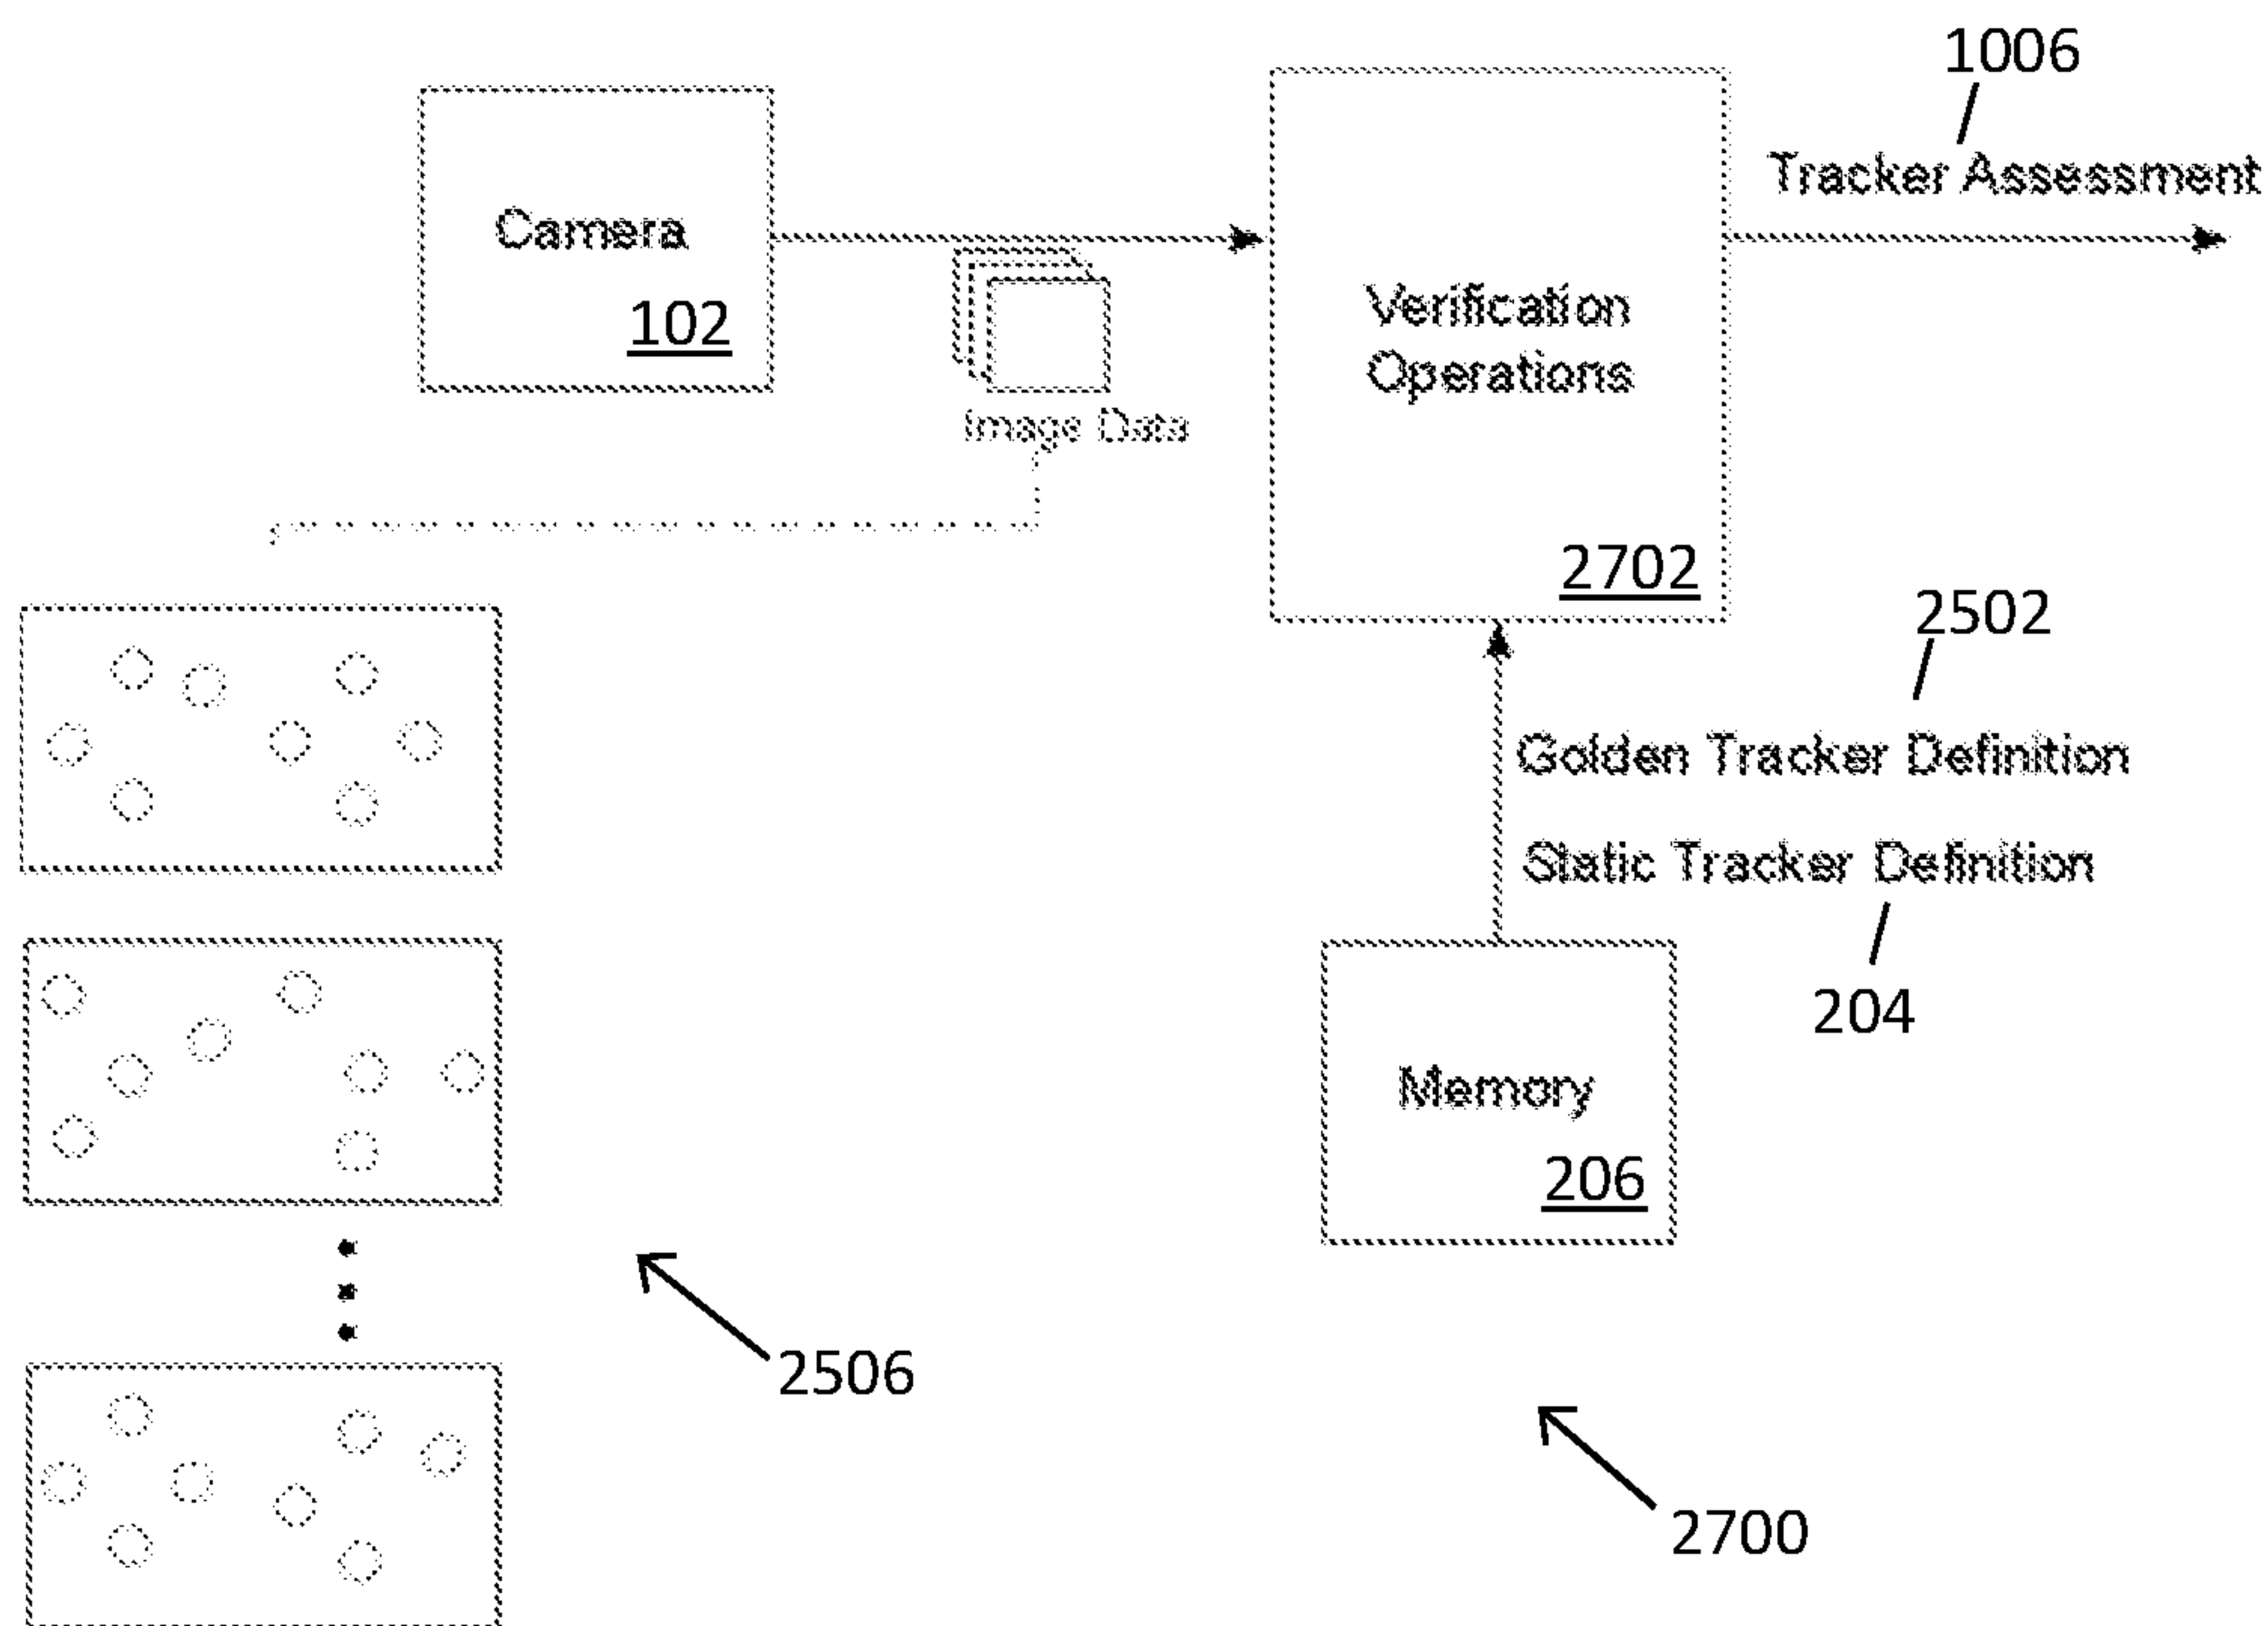 1006
Tracker Assessment
Camera
102
Image Data
Verification
Operations
2702
2502
Golden Tracker Definition
Static Tracker Definition
204
Memory
206
2506
2700